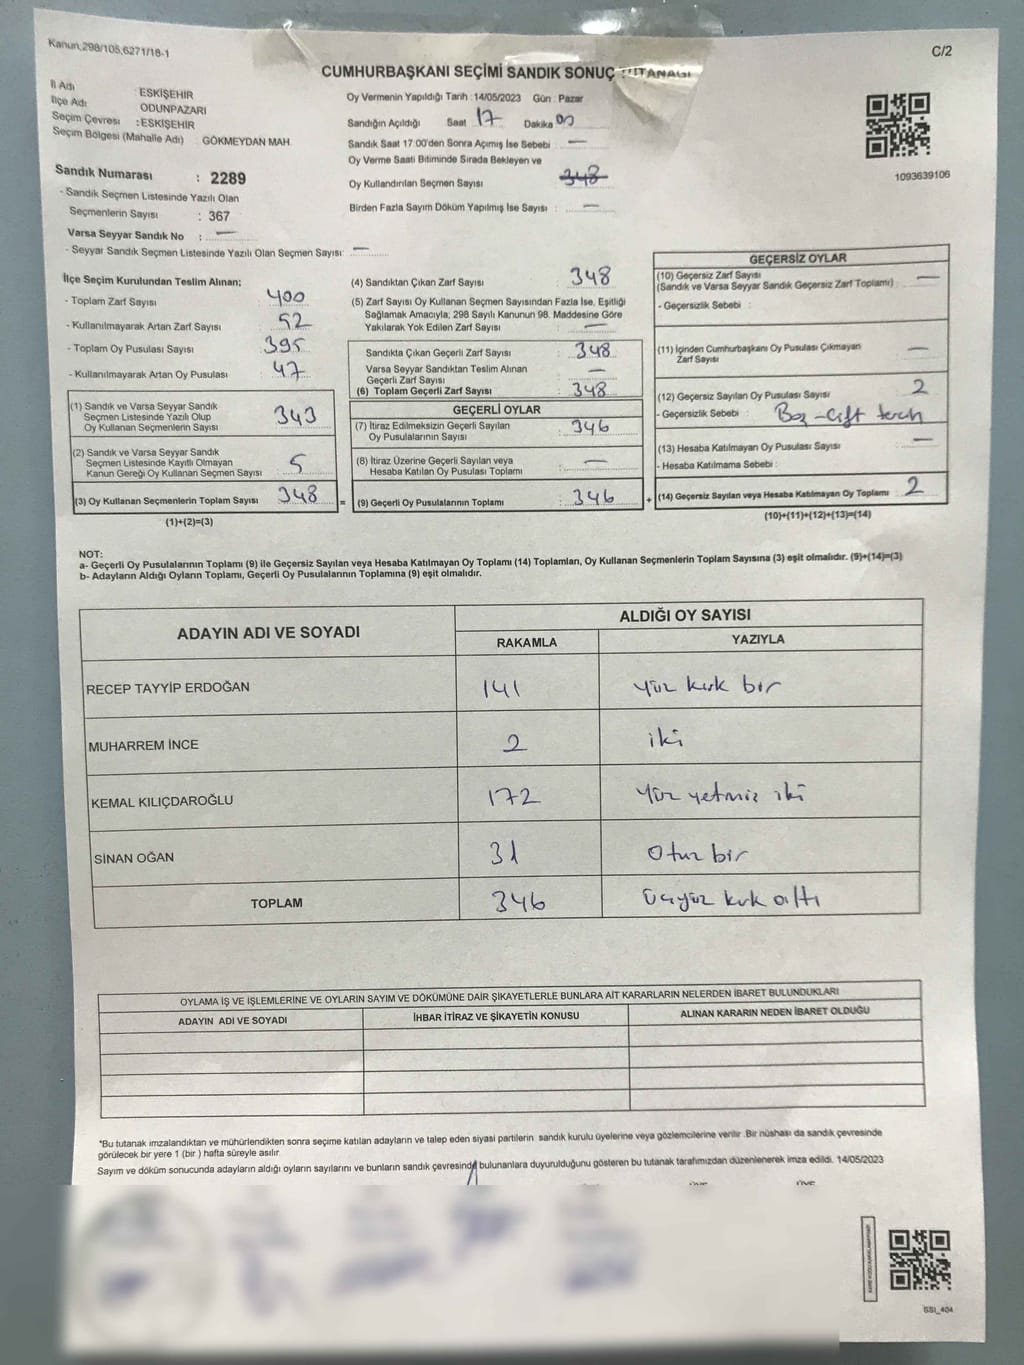 Kanun;298/105,6271/18-1
C/2
CUMHURBAŞKANI SEÇİMİ SANDIK SONUÇ TUTANAĞI
İl Adı : ESKİŞEHİR
İlçe Adı ODUNPAZARI
Seçim Çevresi : ESKİŞEHİR
Seçim Bölgesi (Mahalle Adı) : GÖKMEYDAN MAH.
Sandık Numarası : 2289
- Sandık Seçmen Listesinde Yazılı Olan
Seçmenlerin Sayısı : 367
Varsa Seyyar Sandık No : —
- Seyyar Sandık Seçmen Listesinde Yazılı Olan Seçmen Sayısı: —
Oy Vermenin Yapıldığı Tarih : 14/05/2023 Gün : Pazar
Sandığın Açıldığı Saat 17 Dakika 00
Sandık Saat 17:00'den Sonra Açımış İse Sebebi : —
Oy Verme Saati Bitiminde Sırada Bekleyen ve
Oy Kullandırılan Seçmen Sayısı : 348
Birden Fazla Sayım Döküm Yapılmış İse Sayısı : —
1093639106
İlçe Seçim Kurulundan Teslim Alınan;
- Toplam Zarf Sayısı : 400
- Kullanılmayarak Artan Zarf Sayısı : 52
- Toplam Oy Pusulası Sayısı : 395
- Kullanılmayarak Artan Oy Pusulası : 47
(1) Sandık ve Varsa Seyyar Sandık
Seçmen Listesinde Yazılı Olup
Oy Kullanan Seçmenlerin Sayısı : 343
(2) Sandık ve Varsa Seyyar Sandık
Seçmen Listesinde Kayıtlı Olmayan
Kanun Gereği Oy Kullanan Seçmen Sayısı : 5
(3) Oy Kullanan Seçmenlerin Toplam Sayısı : 348
(1)+(2)=(3)
(4) Sandıktan Çıkan Zarf Sayısı : 348
(5) Zarf Sayısı Oy Kullanan Seçmen Sayısından Fazla İse, Eşitliği
Sağlamak Amacıyla; 298 Sayılı Kanunun 98. Maddesine Göre
Yakılarak Yok Edilen Zarf Sayısı : —
Sandıkta Çıkan Geçerli Zarf Sayısı : 348
Varsa Seyyar Sandıktan Teslim Alınan
Geçerli Zarf Sayısı : —
(6) Toplam Geçerli Zarf Sayısı : 348
GEÇERLİ OYLAR
(7) İtiraz Edilmeksizin Geçerli Sayılan
Oy Pusulalarının Sayısı : 346
(8) İtiraz Üzerine Geçerli Sayılan veya
Hesaba Katılan Oy Pusulası Toplamı : —
= (9) Geçerli Oy Pusulalarının Toplamı : 346
GEÇERSİZ OYLAR
(10) Geçersiz Zarf Sayısı
(Sandık ve Varsa Seyyar Sandık Geçersiz Zarf Toplamı) : —
- Geçersizlik Sebebi :
(11) İçinden Cumhurbaşkanı Oy Pusulası Çıkmayan
Zarf Sayısı : —
(12) Geçersiz Sayılan Oy Pusulası Sayısı : 2
- Geçersizlik Sebebi : Boş - Çift tercih
(13) Hesaba Katılmayan Oy Pusulası Sayısı : —
- Hesaba Katılmama Sebebi :
+ (14) Geçersiz Sayılan veya Hesaba Katılmayan Oy Toplamı : 2
(10)+(11)+(12)+(13)=(14)
NOT:
a- Geçerli Oy Pusulalarının Toplamı (9) ile Geçersiz Sayılan veya Hesaba Katılmayan Oy Toplamı (14) Toplamları, Oy Kullanan Seçmenlerin Toplam Sayısına (3) eşit olmalıdır. (9)+(14)=(3)
b- Adayların Aldığı Oyların Toplamı, Geçerli Oy Pusulalarının Toplamına (9) eşit olmalıdır.
ADAYIN ADI VE SOYADI ALDIĞI OY SAYISI
RAKAMLA YAZIYLA
RECEP TAYYİP ERDOĞAN 141 Yüz kırk bir
MUHARREM İNCE 2 iki
KEMAL KILIÇDAROĞLU 172 Yüz yetmiş iki
SİNAN OĞAN 31 Otuz bir
TOPLAM 346 Üçyüz kırk altı
OYLAMA İŞ VE İŞLEMLERİNE VE OYLARIN SAYIM VE DÖKÜMÜNE DAİR ŞİKAYETLERLE BUNLARA AİT KARARLARIN NELERDEN İBARET BULUNDUKLARI
ADAYIN ADI VE SOYADI İHBAR İTİRAZ VE ŞİKAYETİN KONUSU ALINAN KARARIN NEDEN İBARET OLDUĞU
*Bu tutanak imzalandıktan ve mühürlendikten sonra seçime katılan adayların ve talep eden siyasi partilerin sandık kurulu üyelerine veya gözlemcilerine verilir. Bir nüshası da sandık çevresinde
görülecek bir yere 1 (bir ) hafta süreyle asılır.
Sayım ve döküm sonucunda adayların aldığı oyların sayılarını ve bunların sandık çevresinde bulunanlara duyurulduğunu gösteren bu tutanak tarafımızdan düzenlenerek imza edildi. 14/05/2023
SSI_404